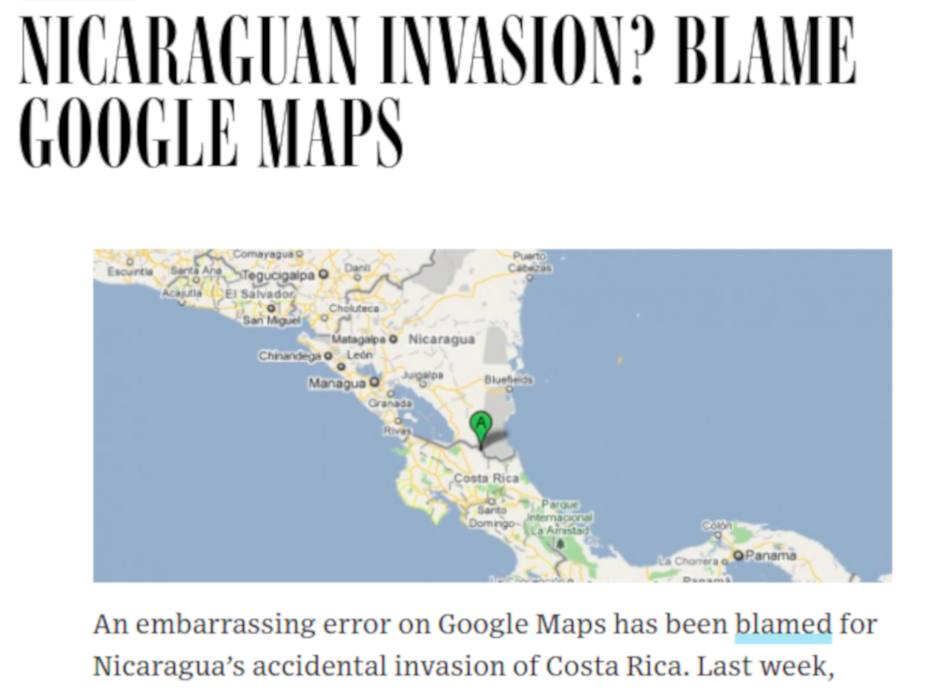 NICARAGUAN INVASION? BLAME
GOOGLE MAPS
Comayagua
Puerto
Cabezas
Escuintla
Santa Ana
Tegucigalpa
Danlí
Acajutla
El Salvador
San Miguel
Choluteca
Matagalpa
Nicaragua
Chinandega
León
Managua
Juigalpa
Bluefields
Granada
A
Rivas
Costa Rica
Santo
Domingo
Parque
Internacional
La Amistad
Colón
La Chorrera
Panama
La Concepción
Panamá
An embarrassing error on Google Maps has been blamed for
Nicaragua’s accidental invasion of Costa Rica. Last week,